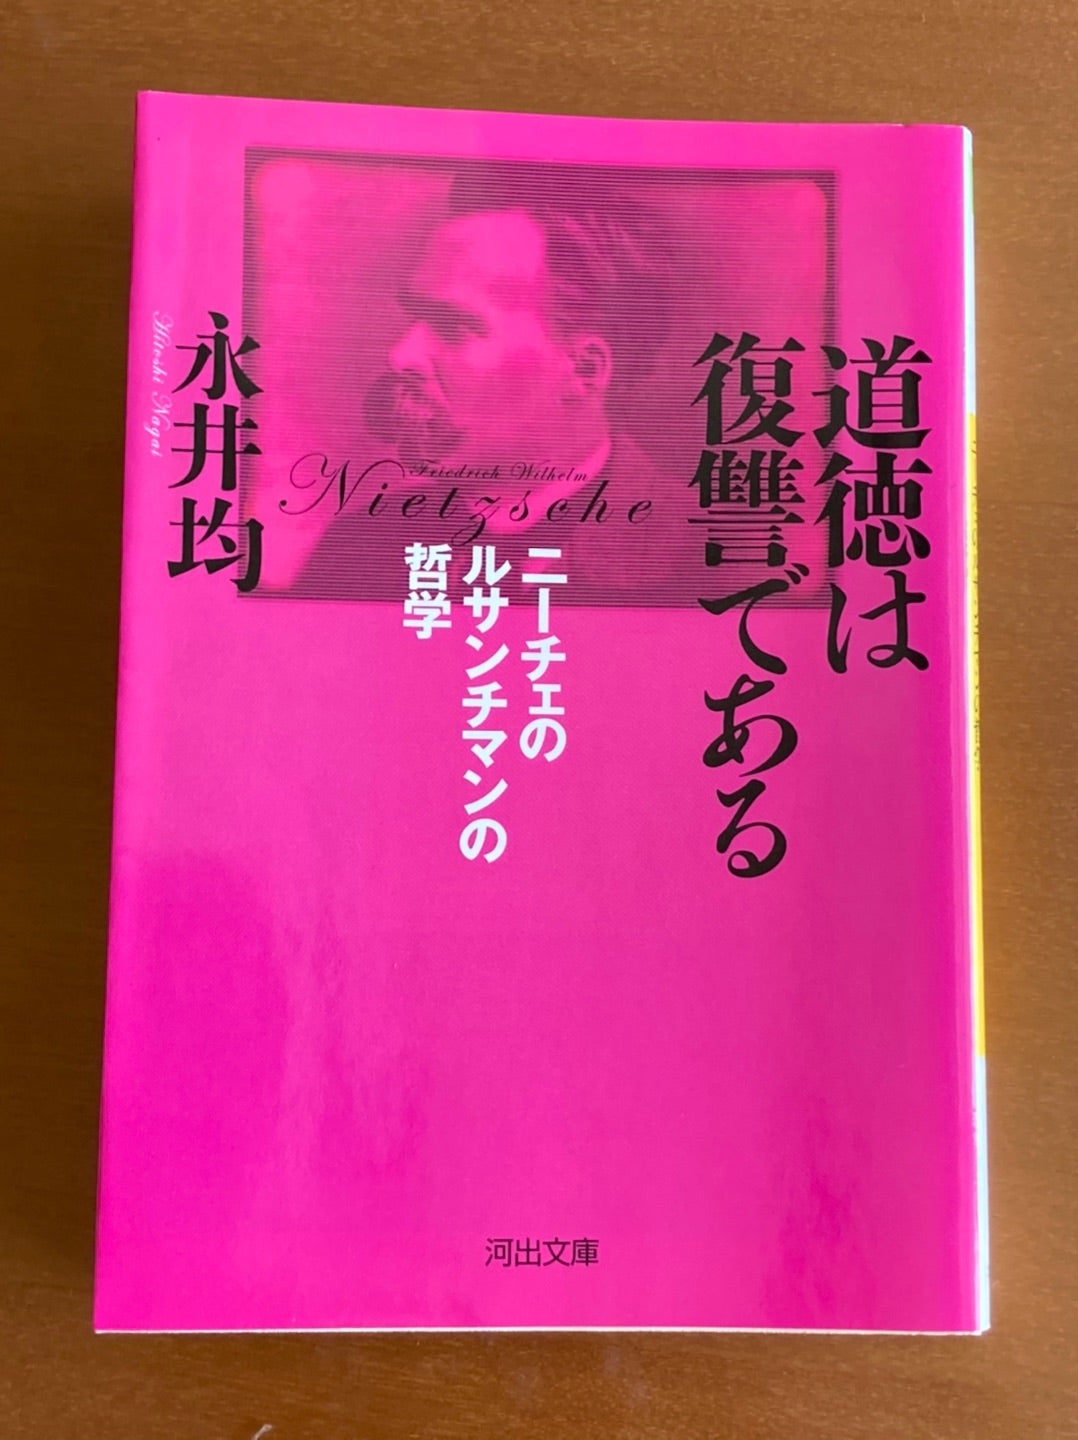 道徳は
復讐である
ニーチェの
ルサンチマンの
哲学
Friedrich Wilhelm
Nietzsche
永井均
Hitoshi Nagai
河出文庫